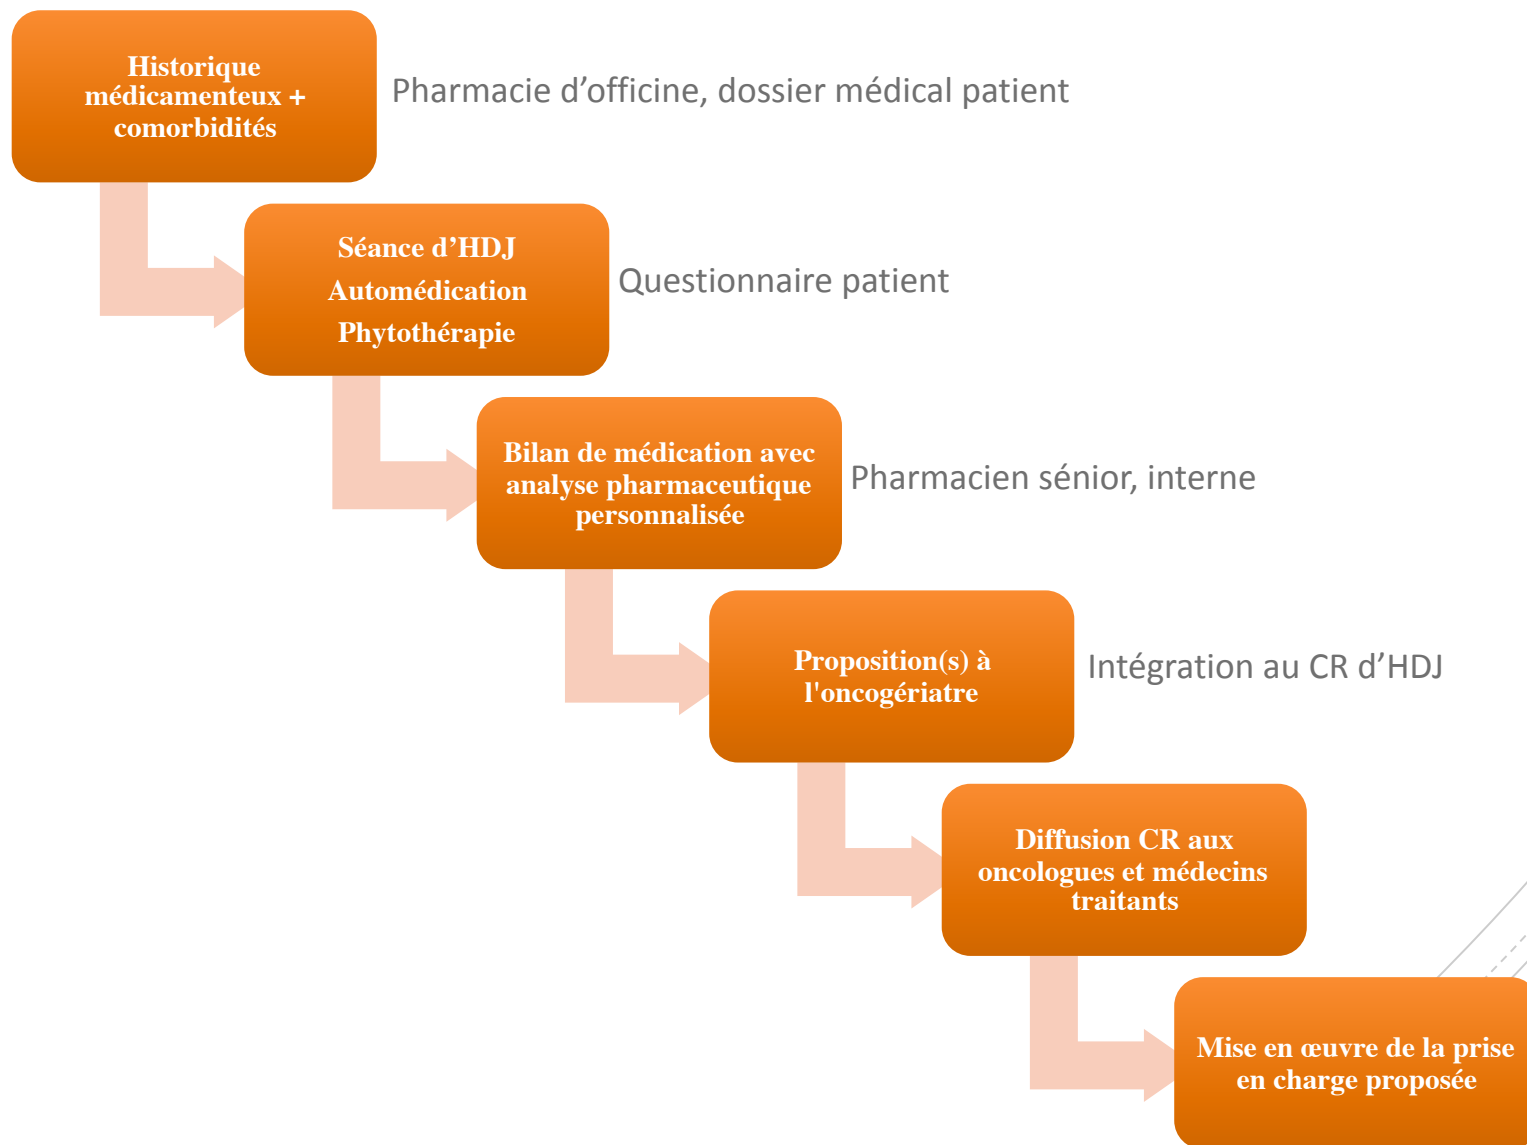 Historique
médicamenteux +
comorbidités
Pharmacie d’officine, dossier médical patient
Séance d’HDJ
Automédication
Phytothérapie
Questionnaire patient
Bilan de médication avec
analyse pharmaceutique
personnalisée
Pharmacien sénior, interne
Proposition(s) à
l'oncogériatre
Intégration au CR d’HDJ
Diffusion CR aux
oncologues et médecins
traitants
Mise en œuvre de la prise
en charge proposée